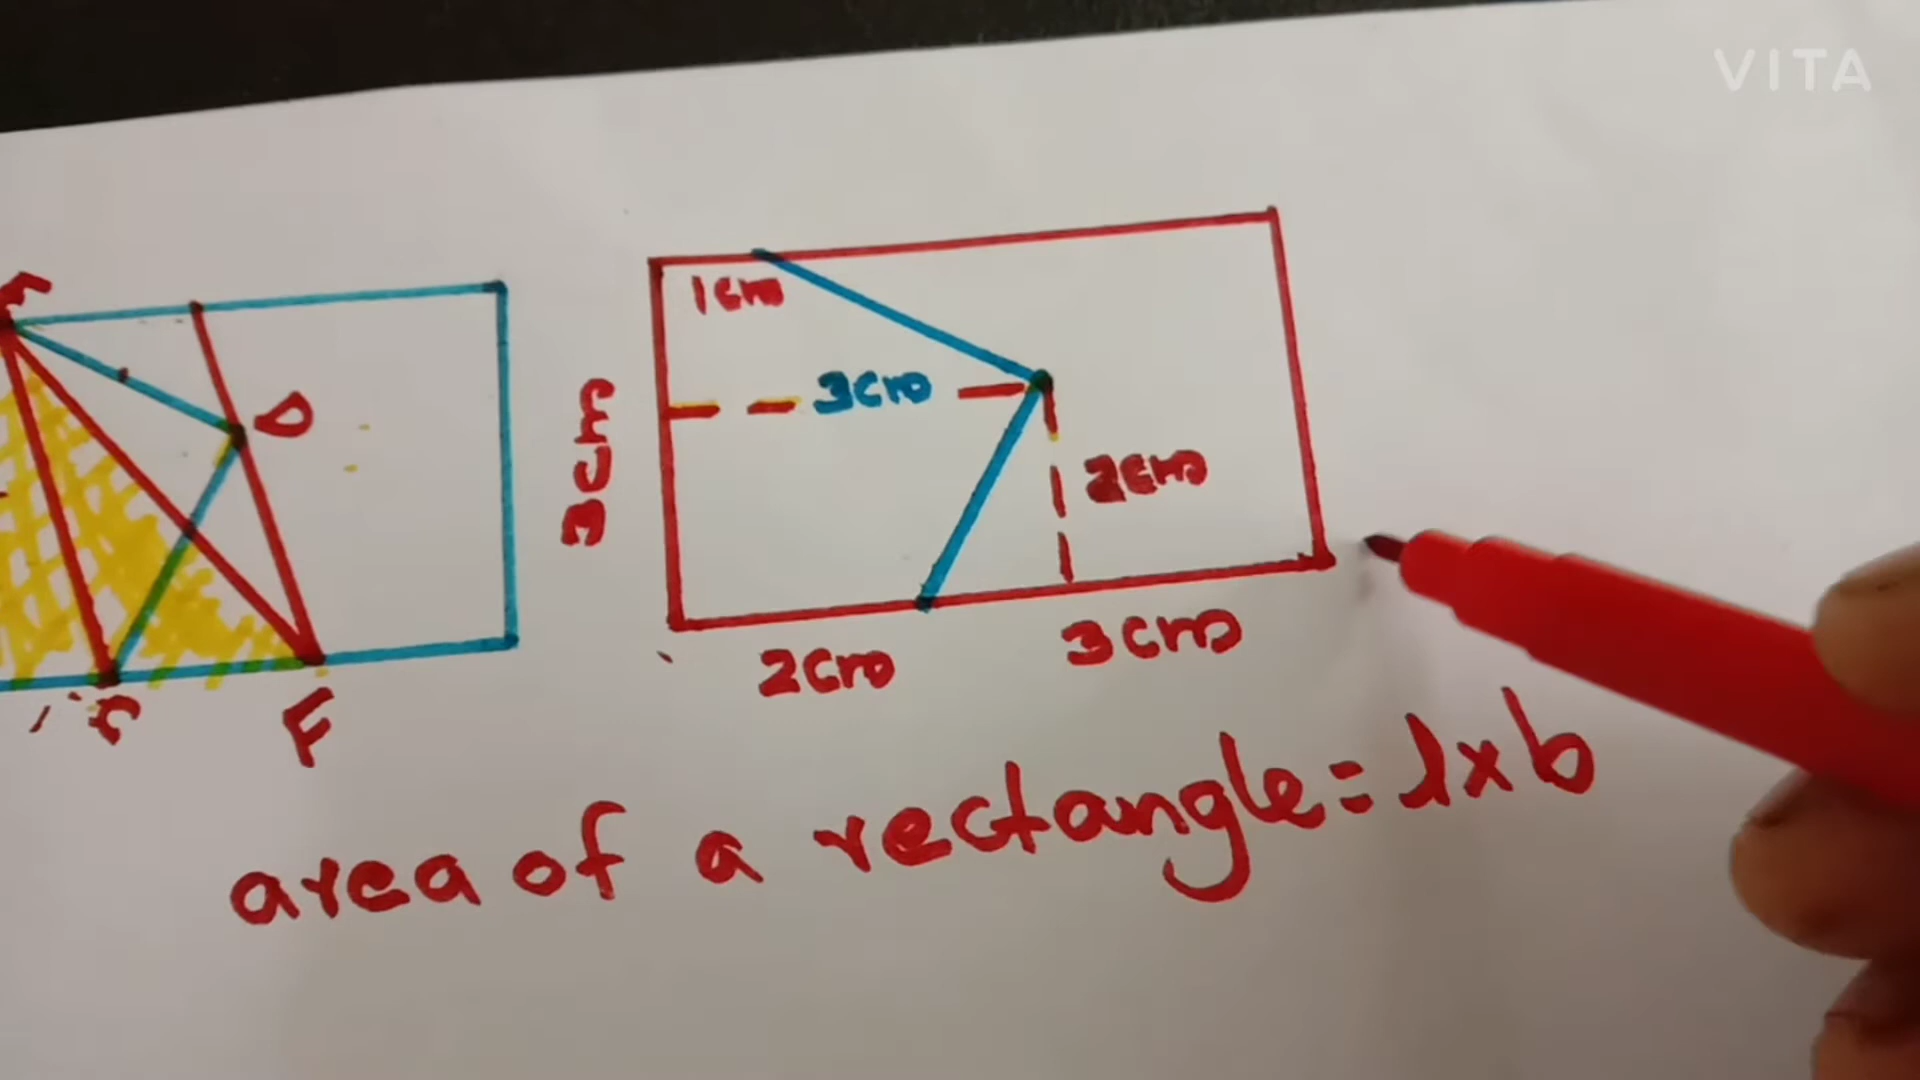 VITA
1cm
3cm
3cm
D
2cm
2cm
3cm
F
area of a rectangle = l x b